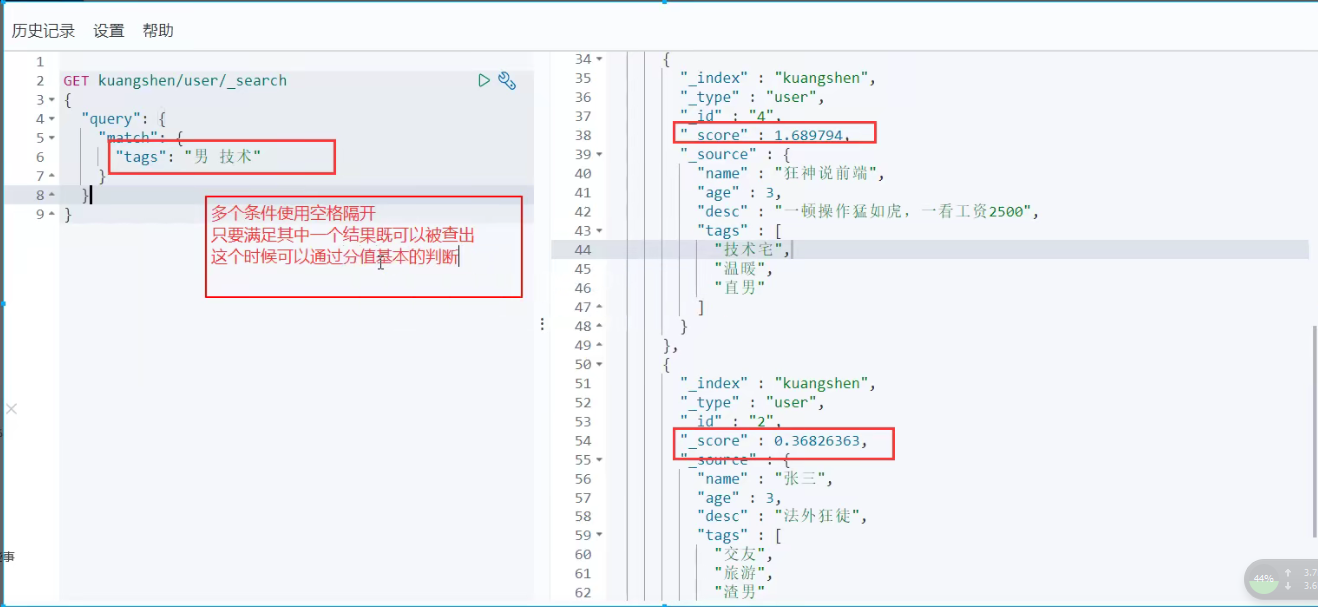 历史记录 设置 帮助
1
2 GET kuangshen/user/_search
3 {
4 "query": {
5 "match": {
6 "tags": "男 技术"
7 }
8 }
9 }
多个条件使用空格隔开
只要满足其中一个结果既可以被查出
这个时候可以通过分值基本的判断
34 {
35 "_index" : "kuangshen",
36 "_type" : "user",
37 "_id" : "4",
38 "_score" : 1.689794,
39 "_source" : {
40 "name" : "狂神说前端",
41 "age" : 3,
42 "desc" : "一顿操作猛如虎，一看工资2500",
43 "tags" : [
44 "技术宅",
45 "温暖",
46 "直男"
47 ]
48 }
49 },
50 {
51 "_index" : "kuangshen",
52 "_type" : "user",
53 "_id" : "2",
54 "_score" : 0.36826363,
55 "_source" : {
56 "name" : "张三",
57 "age" : 3,
58 "desc" : "法外狂徒",
59 "tags" : [
60 "交友",
61 "旅游",
62 "渣男"
事
44%
3.7
3.6